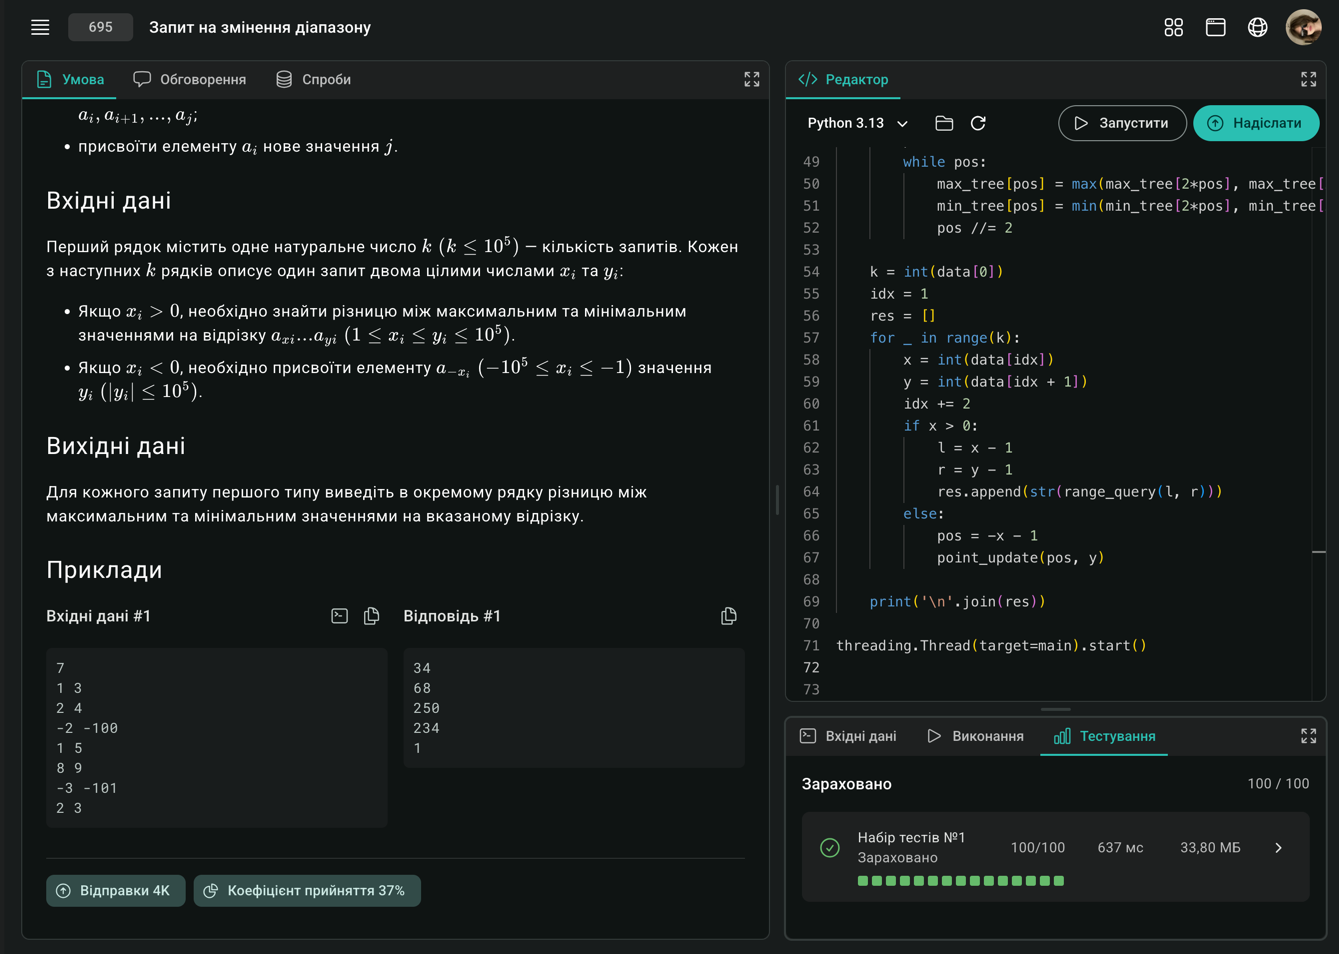 695
Запит на змінення діапазону
Умова
Обговорення
Спроби
a_i, a_{i+1}, ..., a_j;
• присвоїти елементу a_i нове значення j.
Вхідні дані
Перший рядок містить одне натуральне число k (k ≤ 10^5) – кількість запитів. Кожен
з наступних k рядків описує один запит двома цілими числами x_i та y_i:
• Якщо x_i > 0, необхідно знайти різницю між максимальним та мінімальним
значеннями на відрізку a_{xi}...a_{yi} (1 ≤ x_i ≤ y_i ≤ 10^5).
• Якщо x_i < 0, необхідно присвоїти елементу a_{-x_i} (−10^5 ≤ x_i ≤ −1) значення
y_i (|y_i| ≤ 10^5).
Вихідні дані
Для кожного запиту першого типу виведіть в окремому рядку різницю між
максимальним та мінімальним значеннями на вказаному відрізку.
Приклади
Вхідні дані #1
7
1 3
2 4
-2 -100
1 5
8 9
-3 -101
2 3
Відповідь #1
34
68
250
234
1
Відправки 4K
Коефіцієнт прийняття 37%
Редактор
Python 3.13
Запустити
Надіслати
49 while pos:
50 max_tree[pos] = max(max_tree[2*pos], max_tree[
51 min_tree[pos] = min(min_tree[2*pos], min_tree[
52 pos //= 2
53
54 k = int(data[0])
55 idx = 1
56 res = []
57 for _ in range(k):
58 x = int(data[idx])
59 y = int(data[idx + 1])
60 idx += 2
61 if x > 0:
62 l = x - 1
63 r = y - 1
64 res.append(str(range_query(l, r)))
65 else:
66 pos = -x - 1
67 point_update(pos, y)
68
69 print('\n'.join(res))
70
71 threading.Thread(target=main).start()
72
73
Вхідні дані
Виконання
Тестування
Зараховано
100 / 100
Набір тестів №1
Зараховано
100/100
637 мс
33,80 МБ